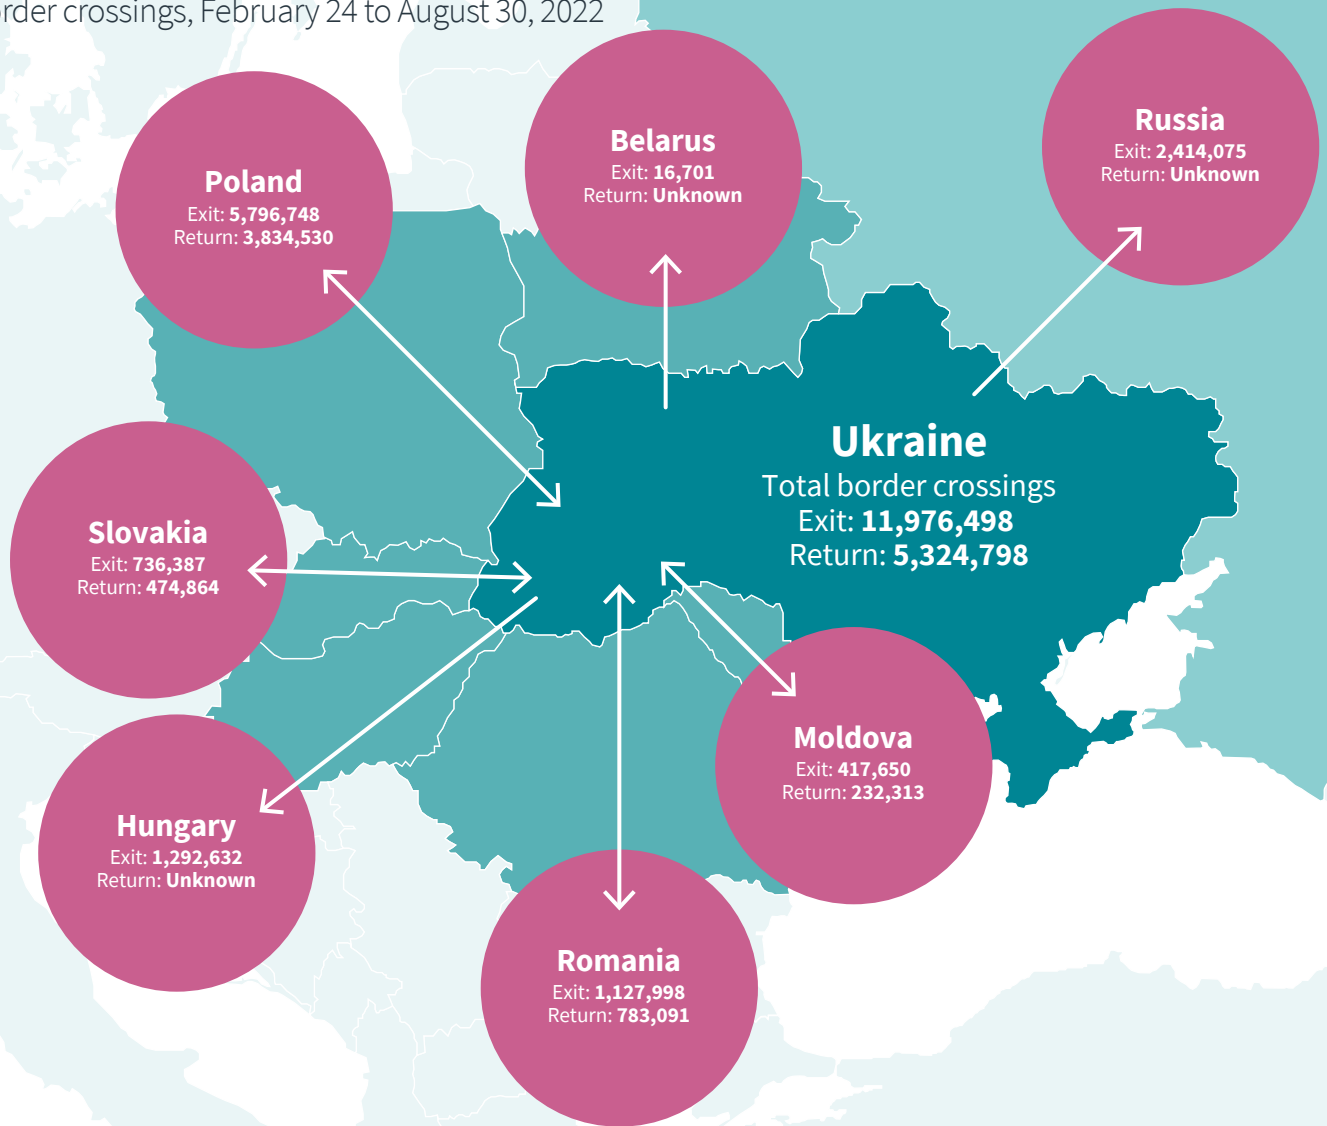 border crossings, February 24 to August 30, 2022
Poland
Exit: 5,796,748
Return: 3,834,530
Belarus
Exit: 16,701
Return: Unknown
Russia
Exit: 2,414,075
Return: Unknown
Ukraine
Total border crossings
Exit: 11,976,498
Return: 5,324,798
Slovakia
Exit: 736,387
Return: 474,864
Moldova
Exit: 417,650
Return: 232,313
Hungary
Exit: 1,292,632
Return: Unknown
Romania
Exit: 1,127,998
Return: 783,091